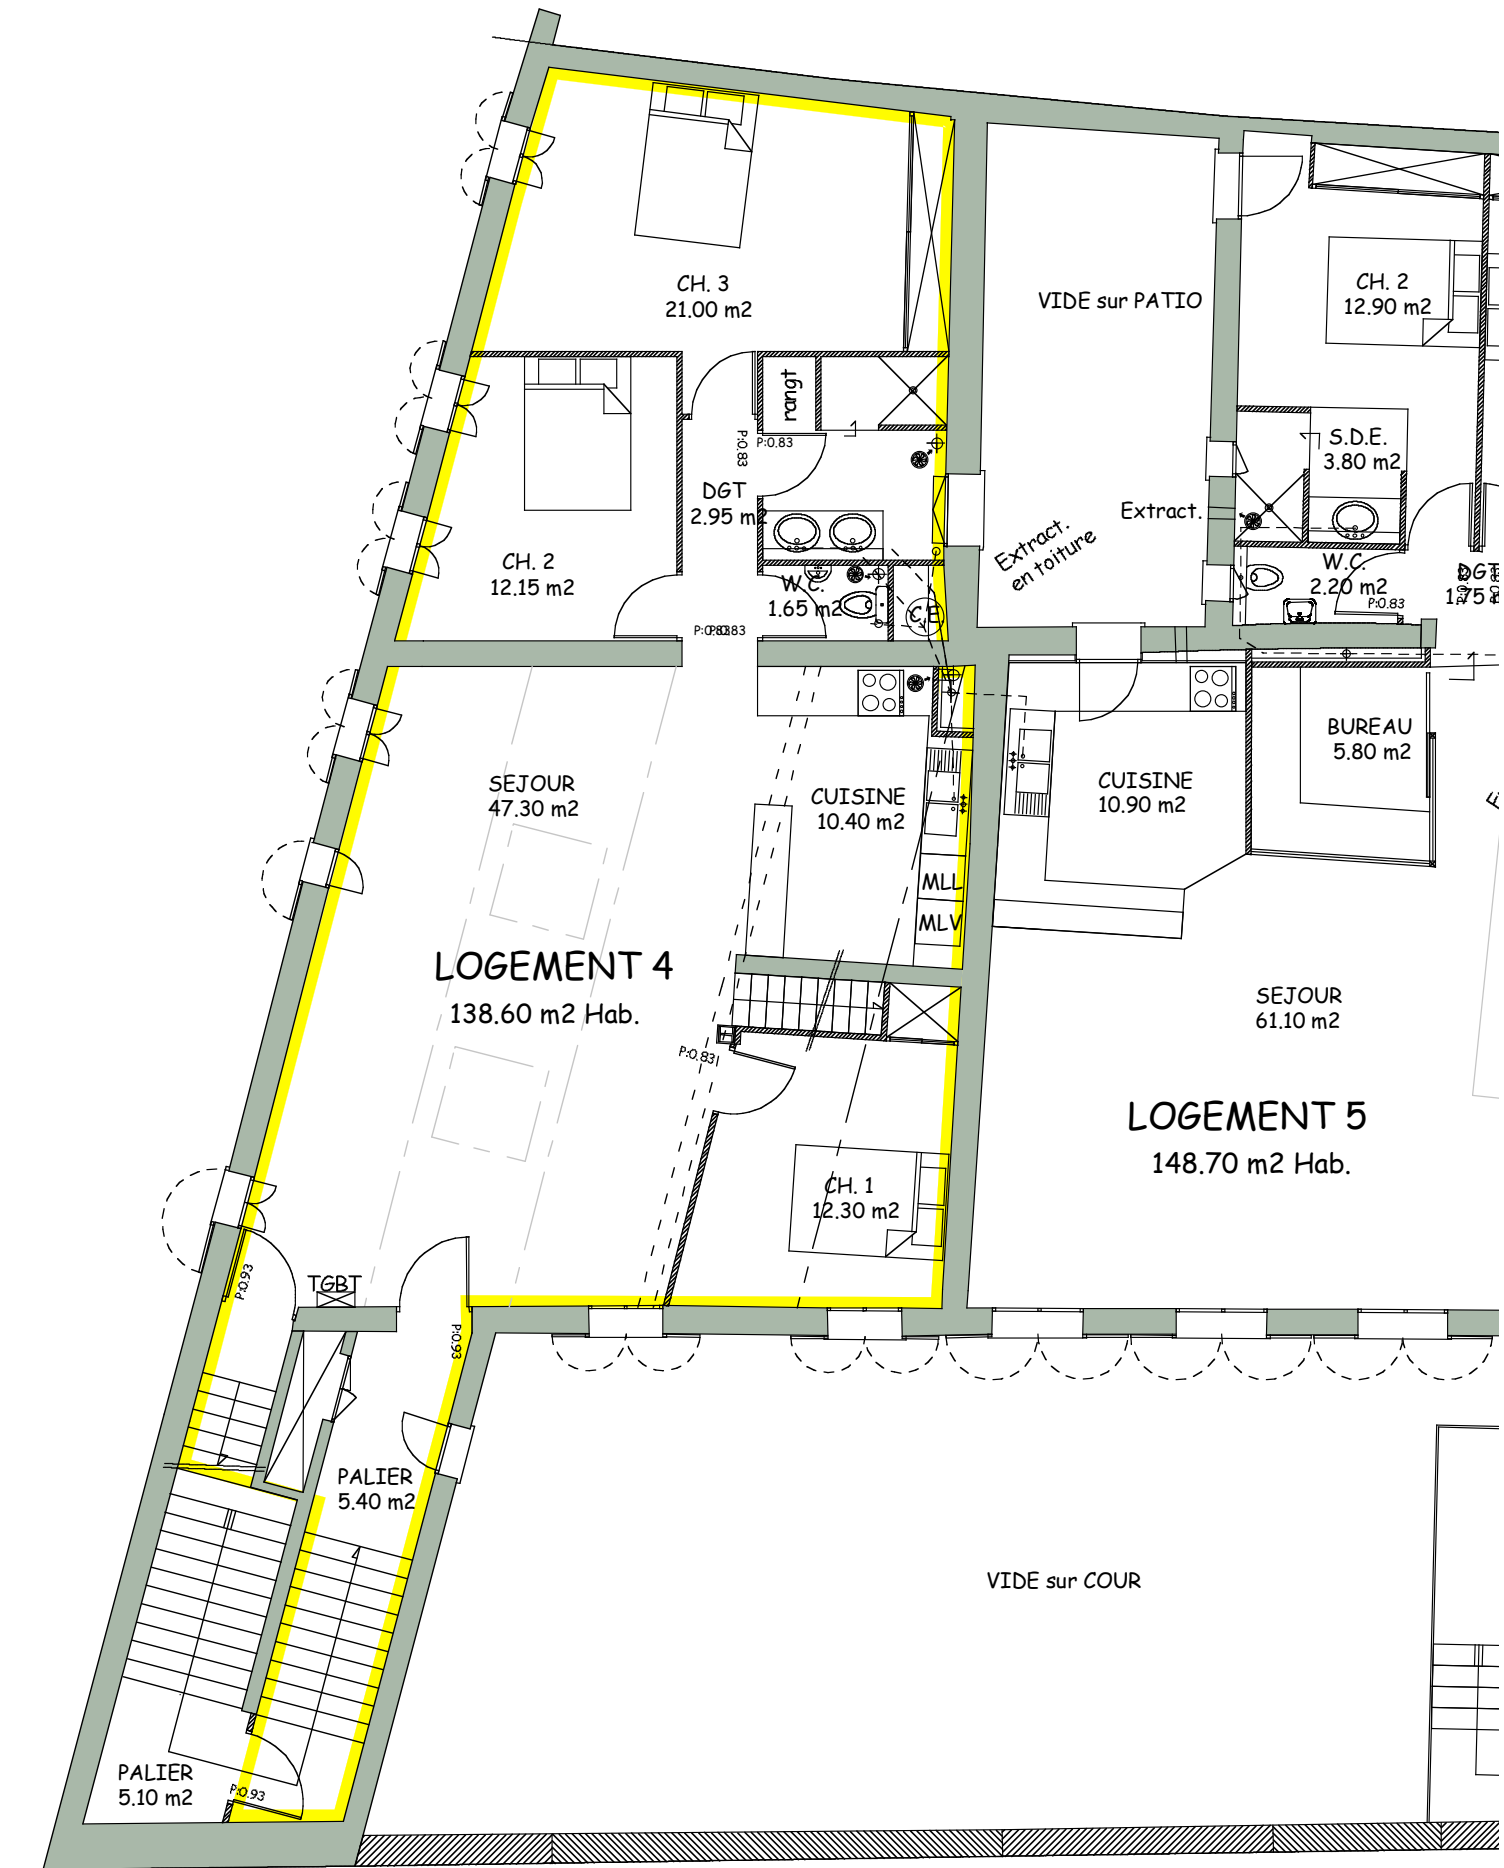 CH. 3
21.00 m2
VIDE sur PATIO
CH. 2
12.90 m2
rangt
P:0.83
P:0.83
S.D.E.
3.80 m2
DGT
2.95 m2
Extract.
Extract.
en toiture
CH. 2
12.15 m2
W.C.
1.65 m2
C.E
W.C.
2.20 m2
P:0.83
DGT
1.75
P:0.83
SEJOUR
47.30 m2
CUISINE
10.40 m2
CUISINE
10.90 m2
BUREAU
5.80 m2
MLL
MLV
LOGEMENT 4
138.60 m2 Hab.
P:0.83
SEJOUR
61.10 m2
LOGEMENT 5
148.70 m2 Hab.
CH. 1
12.30 m2
P:0.93
TGBT
P:0.93
PALIER
5.40 m2
VIDE sur COUR
PALIER
5.10 m2
P:0.93